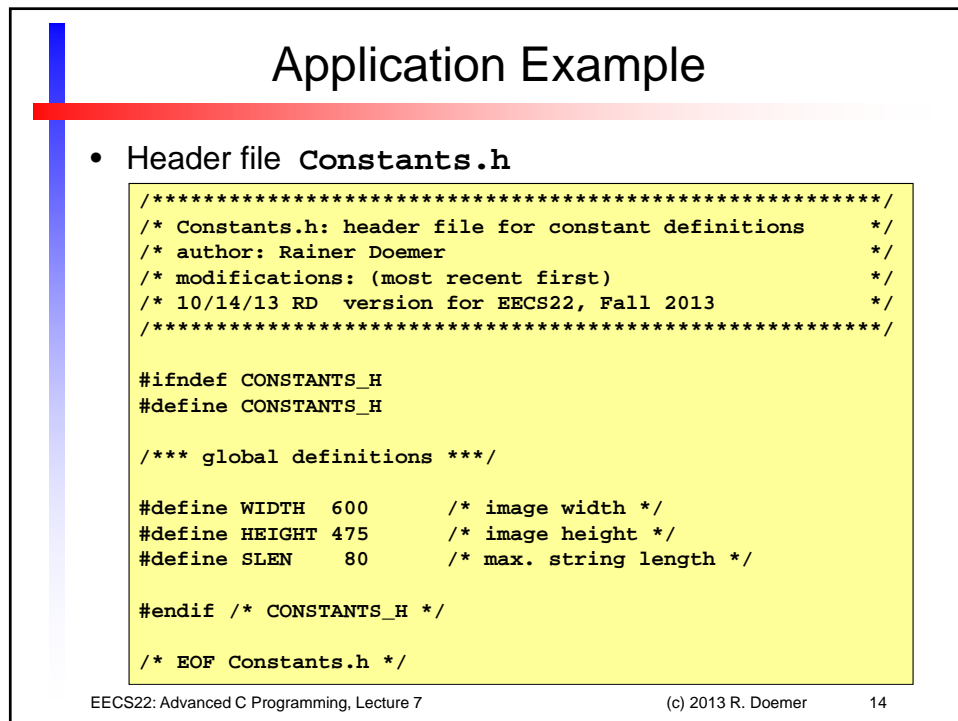 Application Example
• Header file Constants.h
/*********************************************************/
/* Constants.h: header file for constant definitions     */
/* author: Rainer Doemer                                 */
/* modifications: (most recent first)                    */
/* 10/14/13 RD  version for EECS22, Fall 2013            */
/*********************************************************/
#ifndef CONSTANTS_H
#define CONSTANTS_H
/*** global definitions ***/
#define WIDTH  600      /* image width */
#define HEIGHT 475      /* image height */
#define SLEN    80      /* max. string length */
#endif /* CONSTANTS_H */
/* EOF Constants.h */
EECS22: Advanced C Programming, Lecture 7 (c) 2013 R. Doemer 14